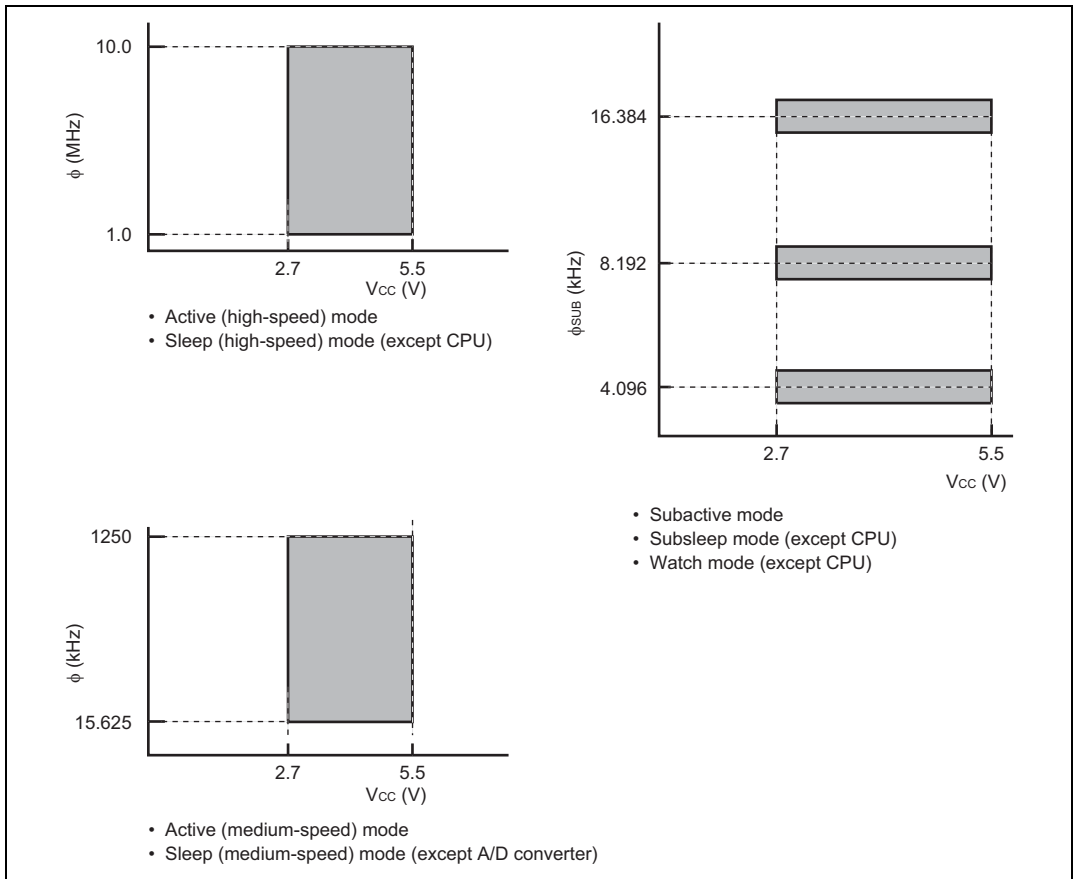 10.0
φ (MHz)
1.0
2.7 5.5
VCC (V)
• Active (high-speed) mode
• Sleep (high-speed) mode (except CPU)
16.384
8.192
φSUB (kHz)
4.096
2.7 5.5
VCC (V)
• Subactive mode
• Subsleep mode (except CPU)
• Watch mode (except CPU)
1250
φ (kHz)
15.625
2.7 5.5
VCC (V)
• Active (medium-speed) mode
• Sleep (medium-speed) mode (except A/D converter)